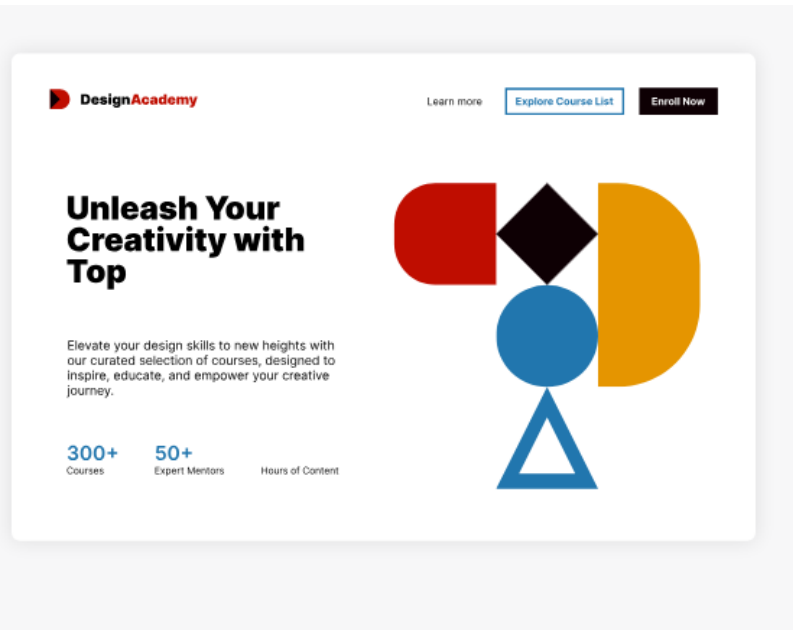 DesignAcademy
Learn more
Explore Course List
Enroll Now
Unleash Your
Creativity with
Top
Elevate your design skills to new heights with
our curated selection of courses, designed to
inspire, educate, and empower your creative
journey.
300+ 50+
Courses Expert Mentors Hours of Content